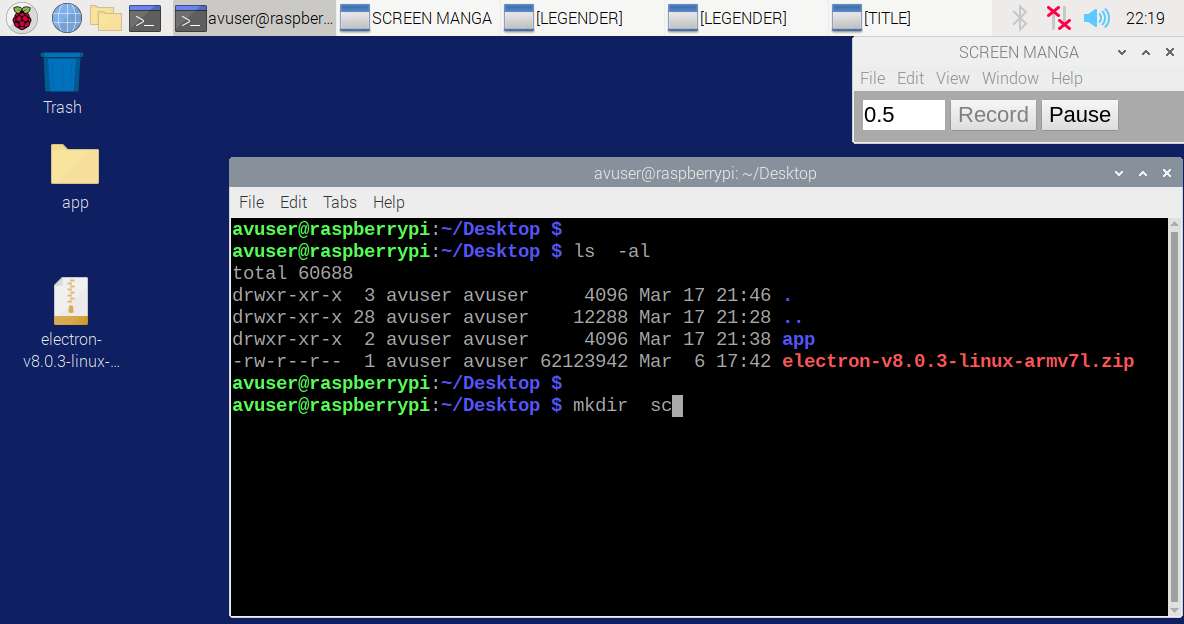 avuser@raspber... SCREEN MANGA [LEGENDER] [LEGENDER] [TITLE] 22:19
SCREEN MANGA
File Edit View Window Help
0.5 Record Pause
Trash
app
electron-
v8.0.3-linux-...
avuser@raspberrypi: ~/Desktop
File Edit Tabs Help
avuser@raspberrypi:~/Desktop $
avuser@raspberrypi:~/Desktop $ ls  -al
total 60688
drwxr-xr-x  3 avuser avuser     4096 Mar 17 21:46 .
drwxr-xr-x 28 avuser avuser    12288 Mar 17 21:28 ..
drwxr-xr-x  2 avuser avuser     4096 Mar 17 21:38 app
-rw-r--r--  1 avuser avuser 62123942 Mar  6 17:42 electron-v8.0.3-linux-armv7l.zip
avuser@raspberrypi:~/Desktop $
avuser@raspberrypi:~/Desktop $ mkdir  sc